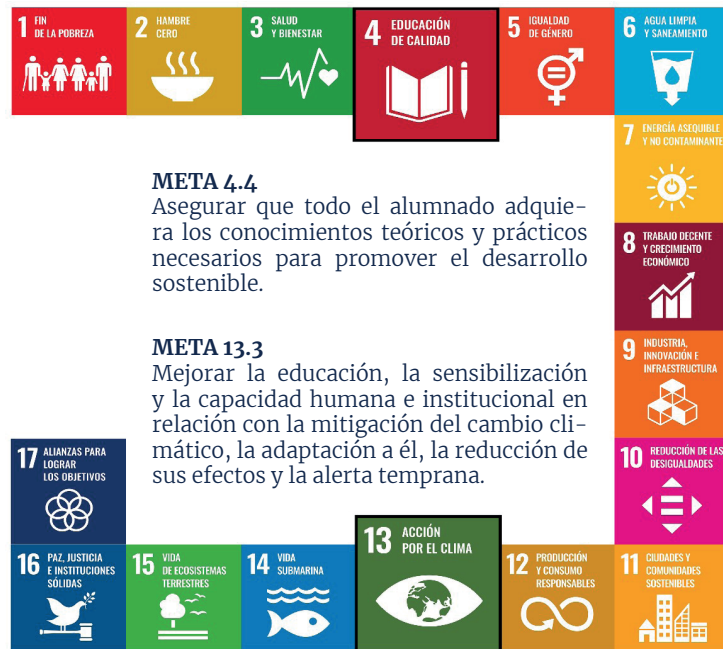 1 FIN
DE LA POBREZA
2 HAMBRE
CERO
3 SALUD
Y BIENESTAR
4 EDUCACIÓN
DE CALIDAD
5 IGUALDAD
DE GÉNERO
6 AGUA LIMPIA
Y SANEAMIENTO
7 ENERGÍA ASEQUIBLE
Y NO CONTAMINANTE
META 4.4
Asegurar que todo el alumnado adquie-
ra los conocimientos teóricos y prácticos
necesarios para promover el desarrollo
sostenible.
8 TRABAJO DECENTE
Y CRECIMIENTO
ECONÓMICO
META 13.3
Mejorar la educación, la sensibilización
y la capacidad humana e institucional en
relación con la mitigación del cambio cli-
mático, la adaptación a él, la reducción de
sus efectos y la alerta temprana.
9 INDUSTRIA,
INNOVACIÓN E
INFRAESTRUCTURA
10 REDUCCIÓN DE LAS
DESIGUALDADES
17 ALIANZAS PARA
LOGRAR
LOS OBJETIVOS
16 PAZ, JUSTICIA
E INSTITUCIONES
SÓLIDAS
15 VIDA
DE ECOSISTEMAS
TERRESTRES
14 VIDA
SUBMARINA
13 ACCIÓN
POR EL CLIMA
12 PRODUCCIÓN
Y CONSUMO
RESPONSABLES
11 CIUDADES Y
COMUNIDADES
SOSTENIBLES